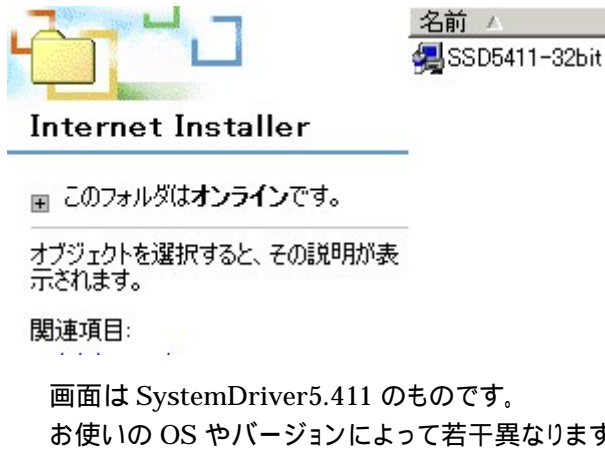 名前
SSD5411-32bit
Internet Installer
このフォルダはオンラインです。
オブジェクトを選択すると、その説明が表
示されます。
関連項目:
画面は SystemDriver5.411 のものです。
お使いの OS やバージョンによって若干異なります